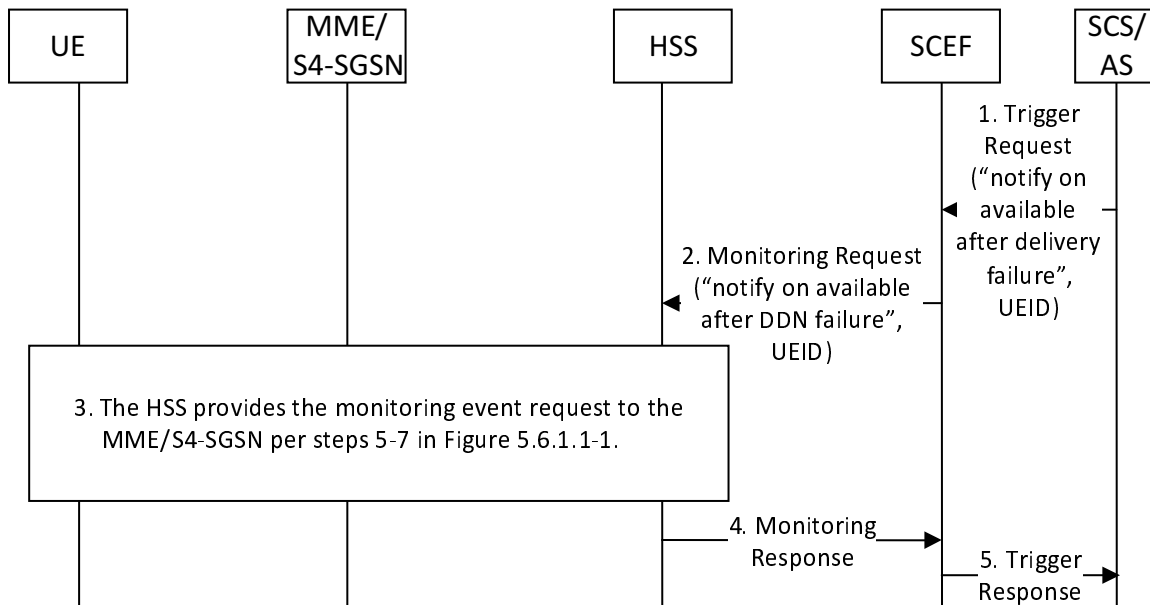 UE
MME/
S4-SGSN
HSS
SCEF
SCS/
AS
1. Trigger
Request
(“notify on
available
after delivery
failure”,
UEID)
2. Monitoring Request
(“notify on available
after DDN failure”,
UEID)
3. The HSS provides the monitoring event request to the
MME/S4-SGSN per steps 5-7 in Figure 5.6.1.1-1.
4. Monitoring
Response
5. Trigger
Response